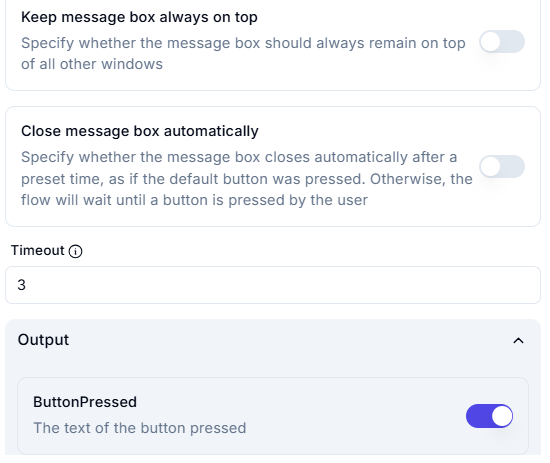 Keep message box always on top
Specify whether the message box should always remain on top
of all other windows
Close message box automatically
Specify whether the message box closes automatically after a
preset time, as if the default button was pressed. Otherwise, the
flow will wait until a button is pressed by the user
Timeout
3
Output
ButtonPressed
The text of the button pressed